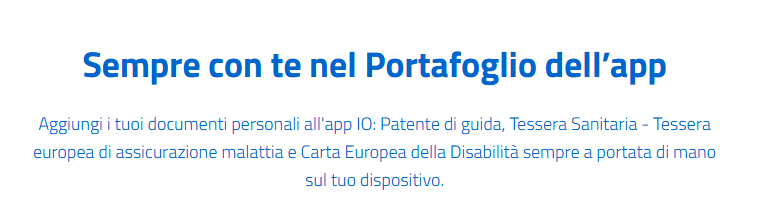 Sempre con te nel Portafoglio dell’app
Aggiungi i tuoi documenti personali all'app IO: Patente di guida, Tessera Sanitaria - Tessera
europea di assicurazione malattia e Carta Europea della Disabilità sempre a portata di mano
sul tuo dispositivo.